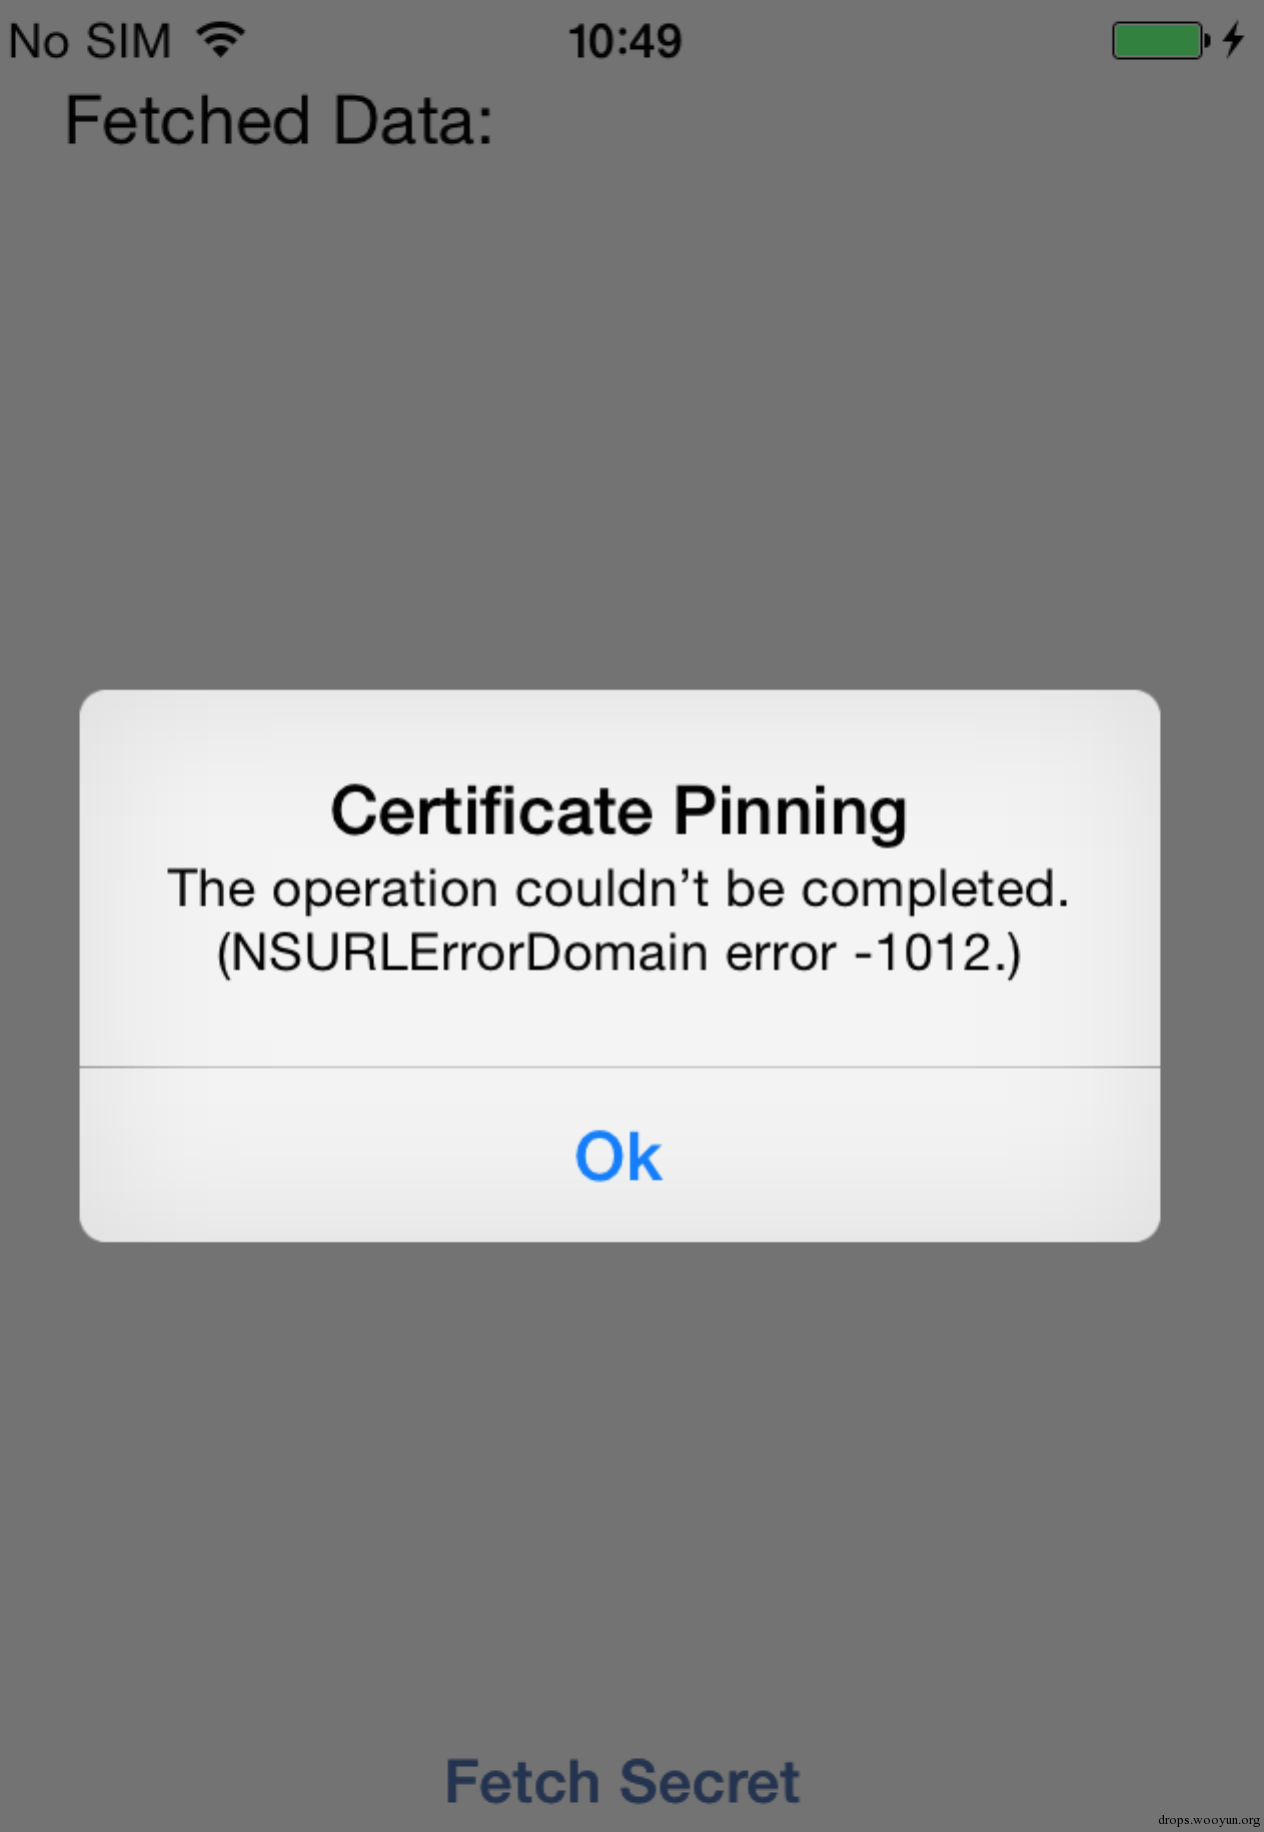 No SIM 10:49
Fetched Data:
Certificate Pinning
The operation couldn’t be completed.
(NSURLErrorDomain error -1012.)
Ok
Fetch Secret
drops.wooyun.org